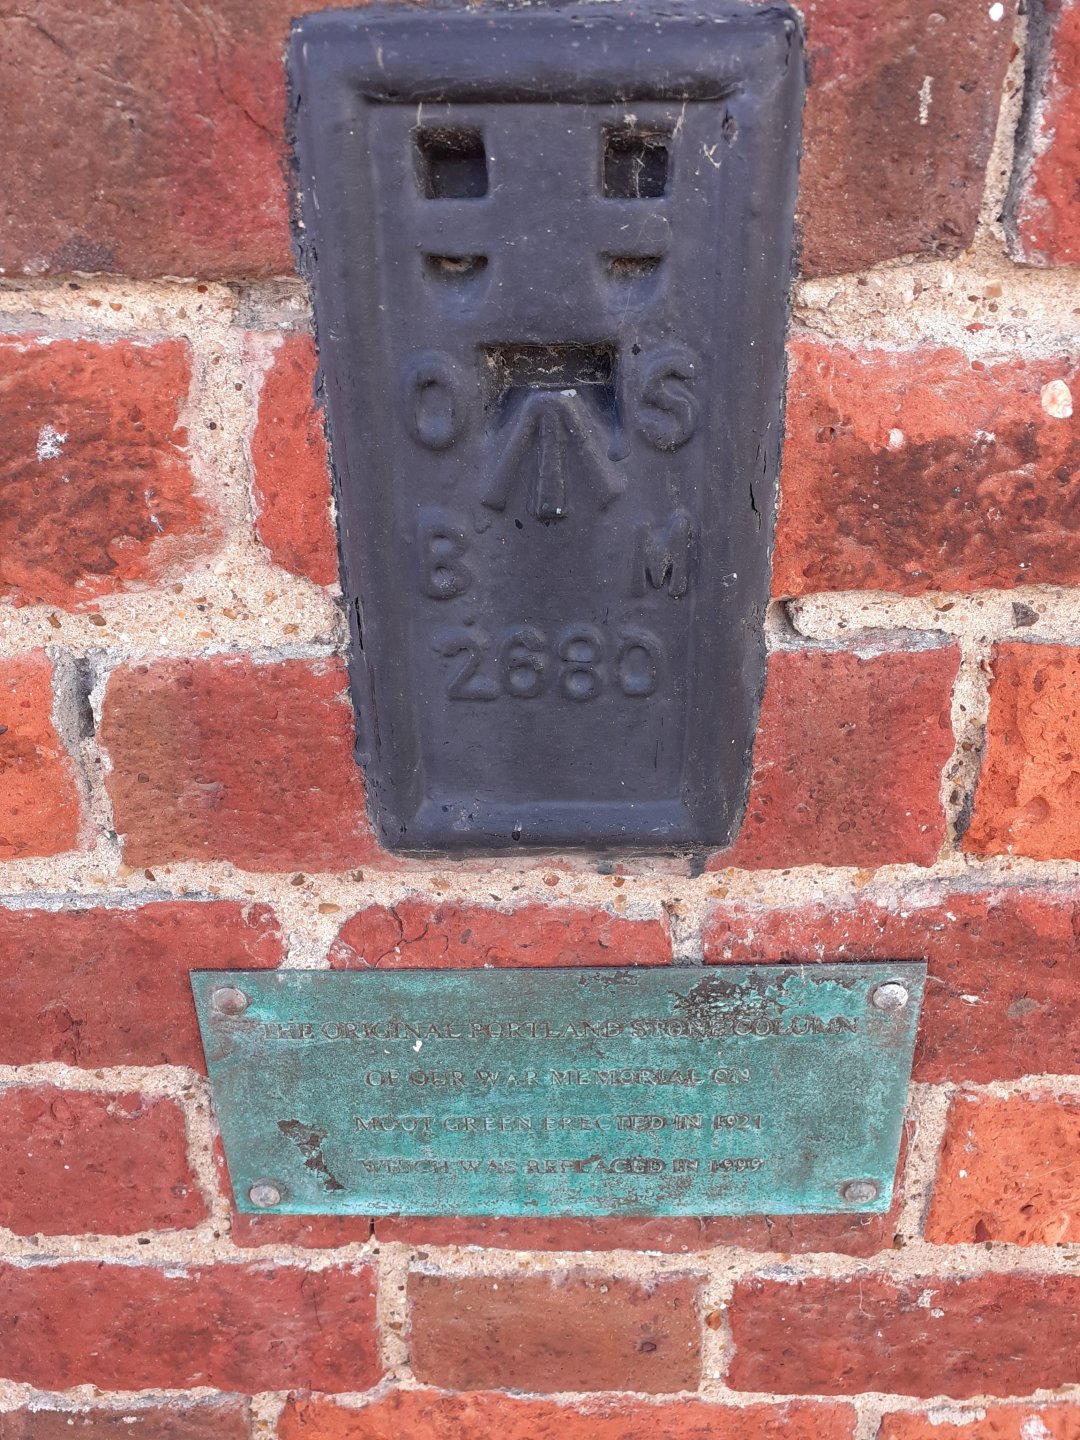 O S
B M
2680
THE ORIGINAL PORTLAND STONE COLUMN
OF OUR WAR MEMORIAL ON
MOOT GREEN ERECTED IN 1921
WHICH WAS REPLACED IN 1999